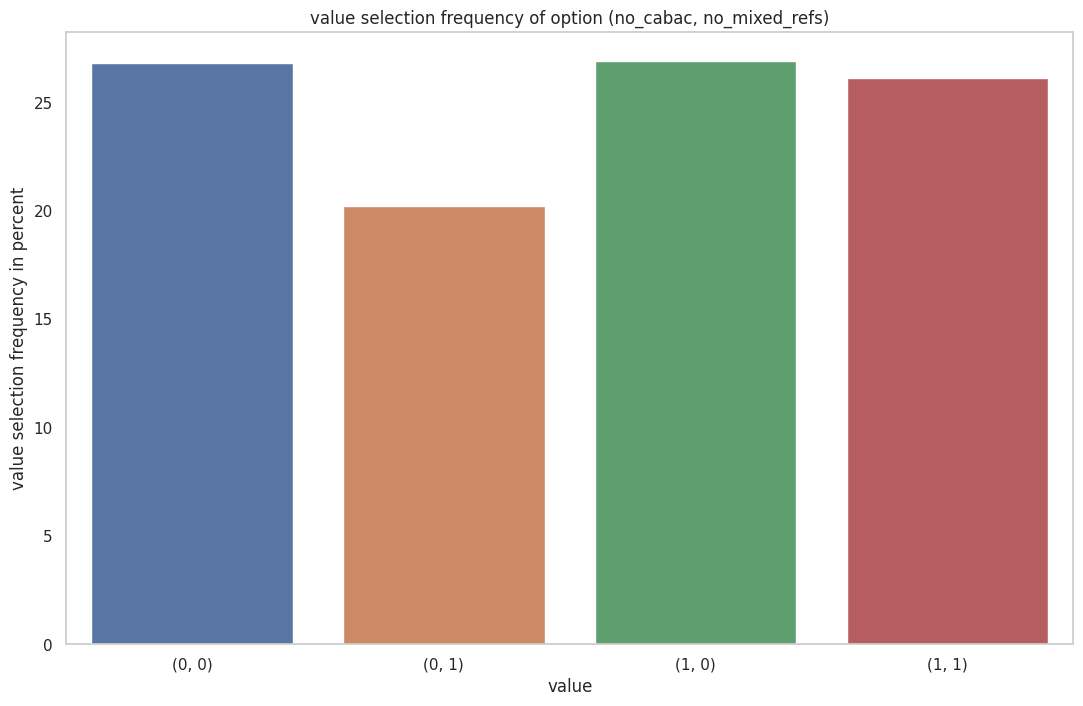 value selection frequency of option (no_cabac, no_mixed_refs)
value selection frequency in percent
25
20
15
10
5
0
(0, 0) (0, 1) (1, 0) (1, 1)
value